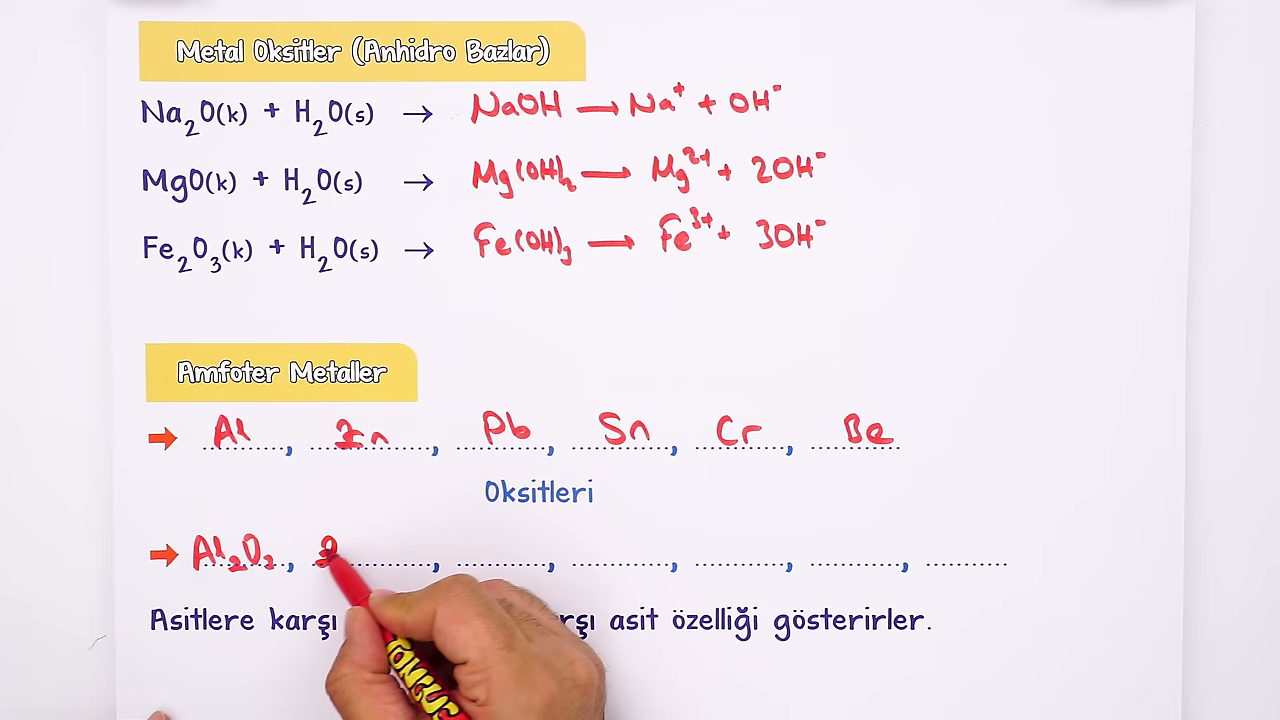 Metal Oksitler (Anhidro Bazlar)
Na₂O(k) + H₂O(s) → NaOH → Na⁺ + OH⁻
MgO(k) + H₂O(s) → Mg(OH)₂ → Mg²⁺ + 2OH⁻
Fe₂O₃(k) + H₂O(s) → Fe(OH)₃ → Fe³⁺ + 3OH⁻
Amfoter Metaller
→ Al, Zn, Pb, Sn, Cr, Be
Oksitleri
→ Al₂O₃,
Asitlere karşı asit özelliği gösterirler.
TONGUÇ